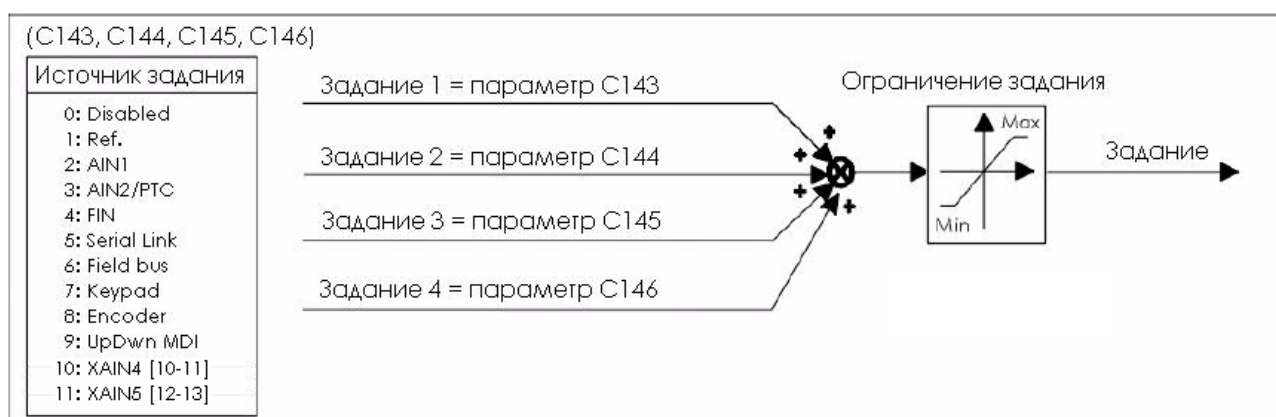 (C143, C144, C145, C146)
Источник задания
0: Disabled
1: Ref.
2: AIN1
3: AIN2/PTC
4: FIN
5: Serial Link
6: Field bus
7: Keypad
8: Encoder
9: UpDwn MDI
10: XAIN4 [10-11]
11: XAIN5 [12-13]
Задание 1 = параметр C143
Задание 2 = параметр C144
Задание 3 = параметр C145
Задание 4 = параметр C146
+
+
+
+
Ограничение задания
Max
Min
Задание